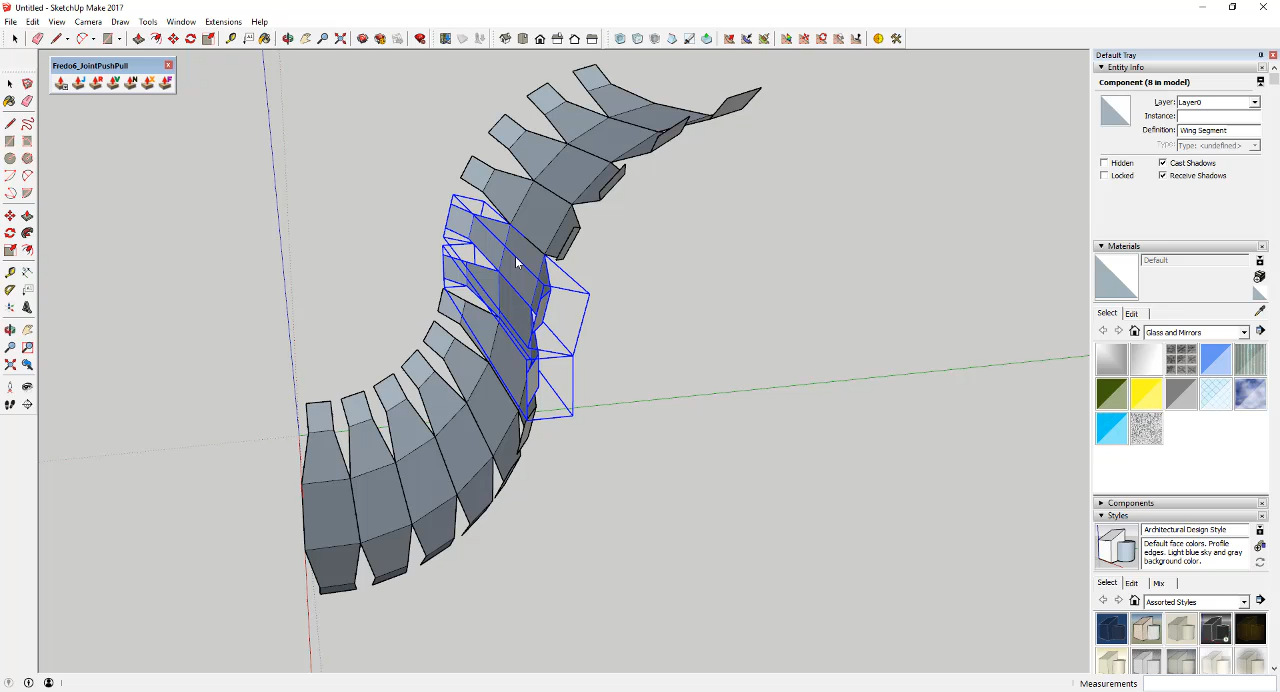 Untitled - SketchUp Make 2017
File Edit View Camera Draw Tools Window Extensions Help
Fredo6_JointPushPull
Default Tray
Entity Info
Component (8 in model)
Layer: Layer0
Instance:
Definition: Wing Segment
Type: Type: <undefined>
Hidden Cast Shadows
Locked Receive Shadows
Materials
Default
Select Edit
Glass and Mirrors
Components
Styles
Architectural Design Style
Default face colors. Profile
edges. Light blue sky and gray
background color.
Select Edit Mix
Assorted Styles
Measurements